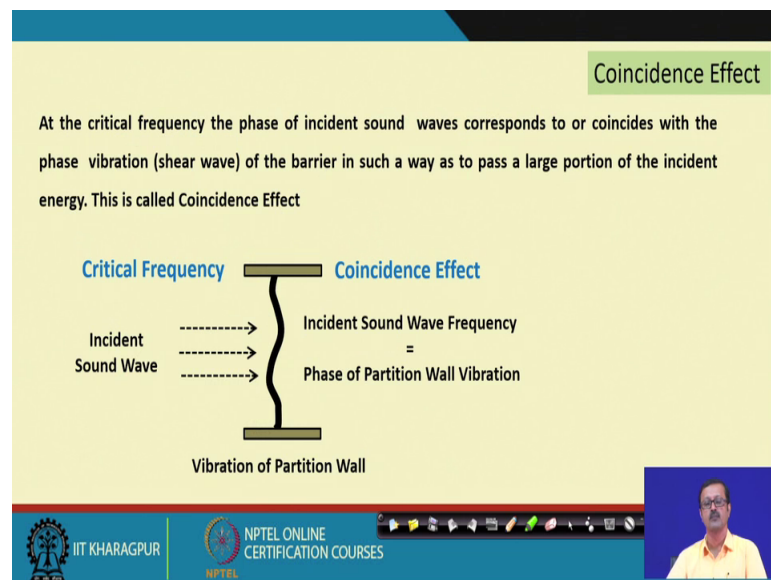 Coincidence Effect
At the critical frequency the phase of incident sound waves corresponds to or coincides with the
phase vibration (shear wave) of the barrier in such a way as to pass a large portion of the incident
energy. This is called Coincidence Effect
Critical Frequency
Coincidence Effect
Incident
Sound Wave
Incident Sound Wave Frequency
=
Phase of Partition Wall Vibration
Vibration of Partition Wall
IIT KHARAGPUR
NPTEL
NPTEL ONLINE
CERTIFICATION COURSES